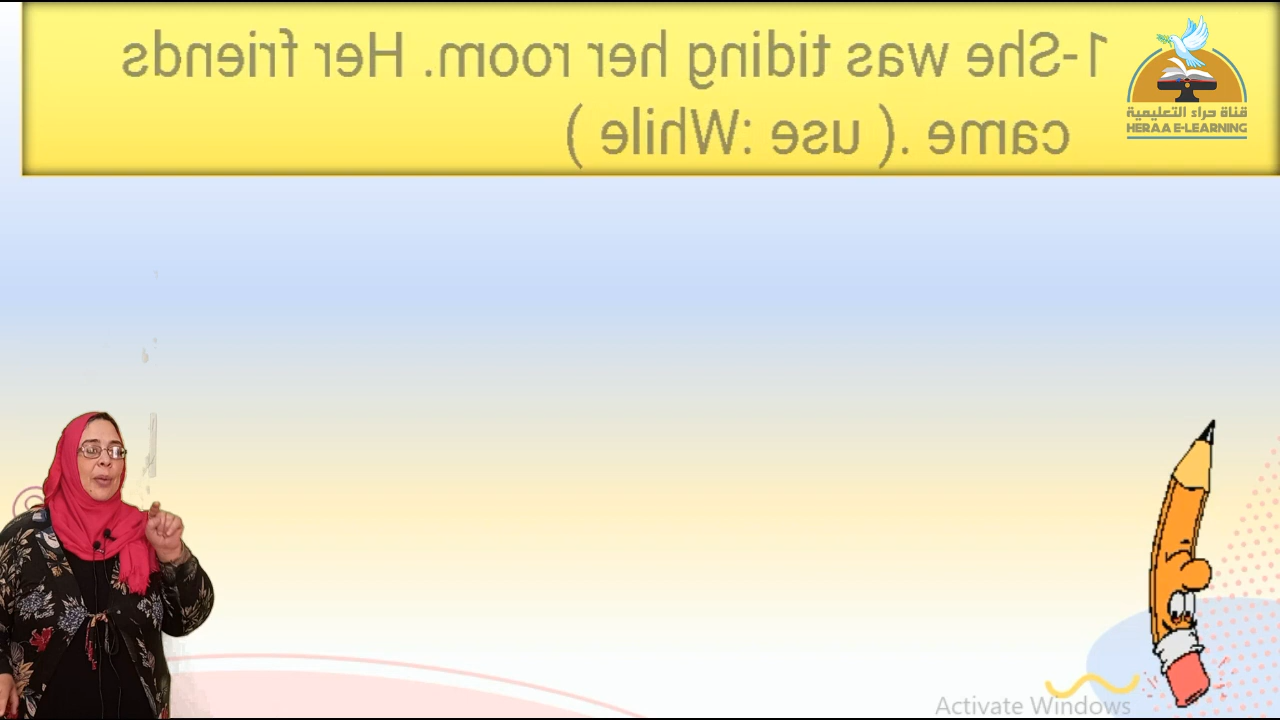 1-She was tiding her room. Her friends
came .( use :While )
قناة حراء التعليمية
HERAA E-LEARNING
Activate Windows